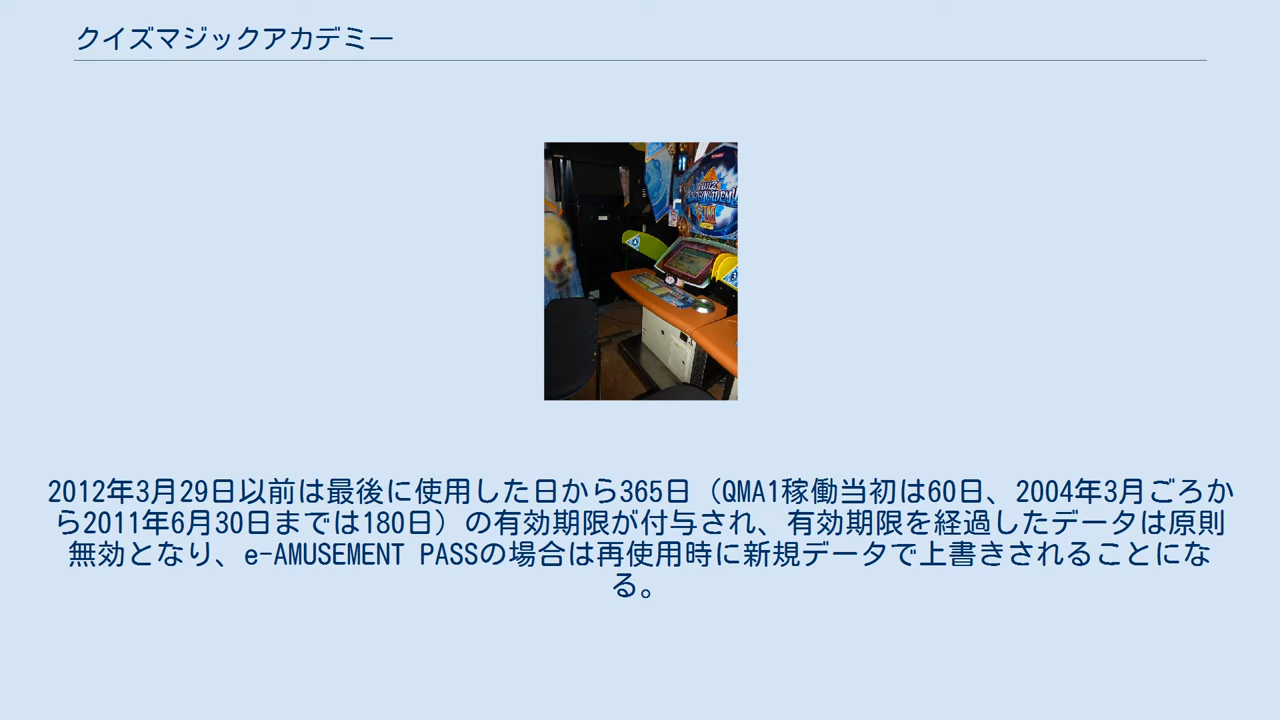 クイズマジックアカデミー
2012年3月29日以前は最後に使用した日から365日（QMA1稼働当初は60日、2004年3月ごろか
ら2011年6月30日までは180日）の有効期限が付与され、有効期限を経過したデータは原則
無効となり、e-AMUSEMENT PASSの場合は再使用時に新規データで上書きされることにな
る。